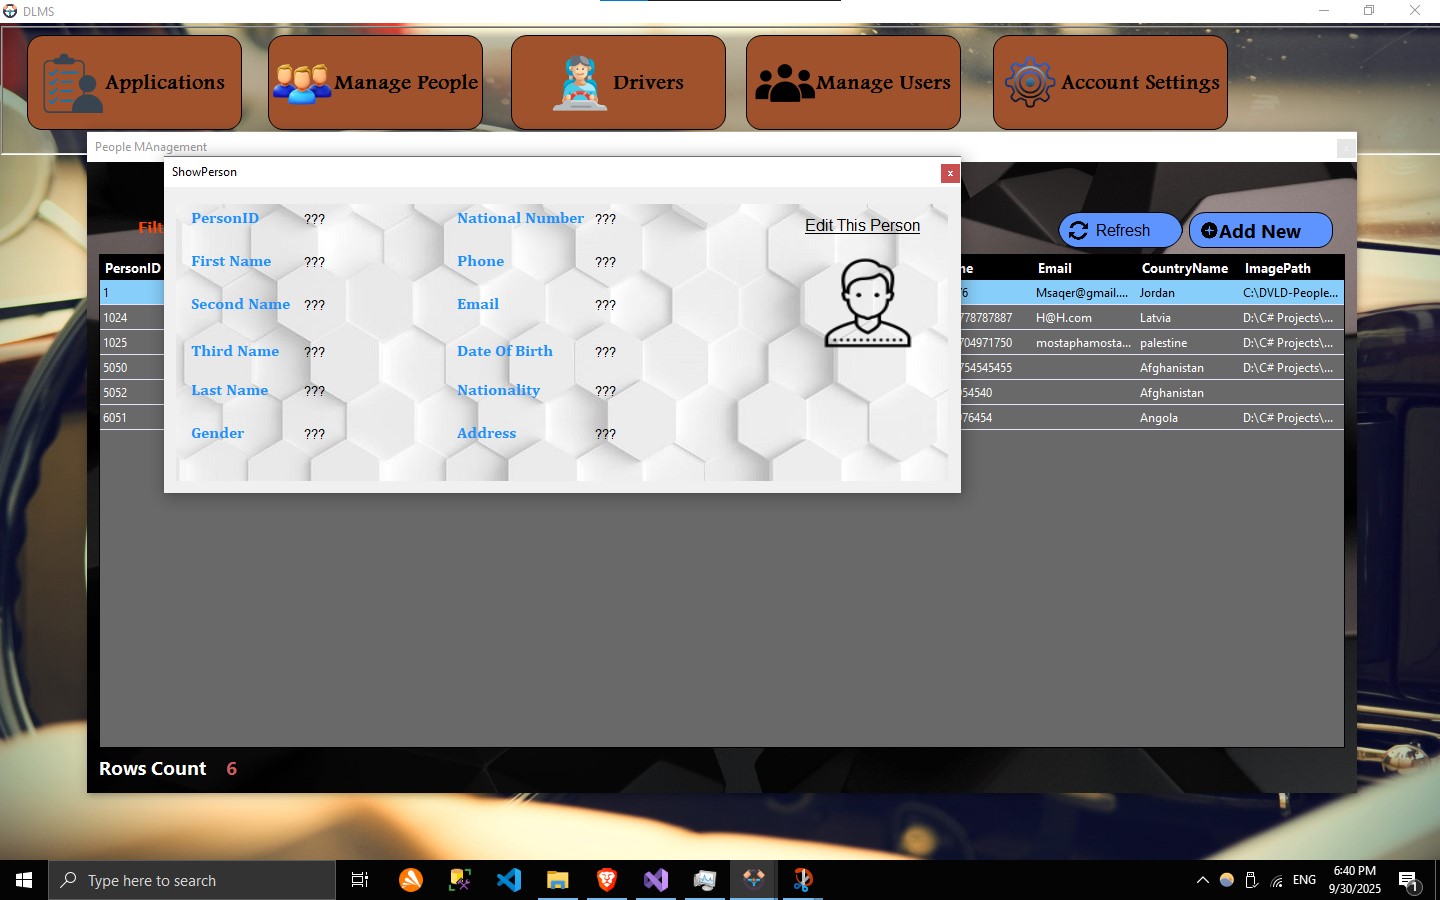 DLMS
Applications
Manage People
Drivers
Manage Users
Account Settings
People MAnagement
x
ShowPerson
x
Filt
Refresh
Add New
PersonID ??? National Number ??? Edit This Person
First Name ??? Phone ???
Second Name ??? Email ???
Third Name ??? Date Of Birth ???
Last Name ??? Nationality ???
Gender ??? Address ???
PersonID ne Email CountryName ImagePath
1 76 Msaqer@gmail.... Jordan C:\DVLD-People...
1024 778787887 H@H.com Latvia D:\C# Projects\...
1025 704971750 mostaphamosta... palestine D:\C# Projects\...
5050 754545455 Afghanistan D:\C# Projects\...
5052 954540 Afghanistan
6051 976454 Angola D:\C# Projects\...
Rows Count 6
Type here to search
ENG
6:40 PM
9/30/2025
1